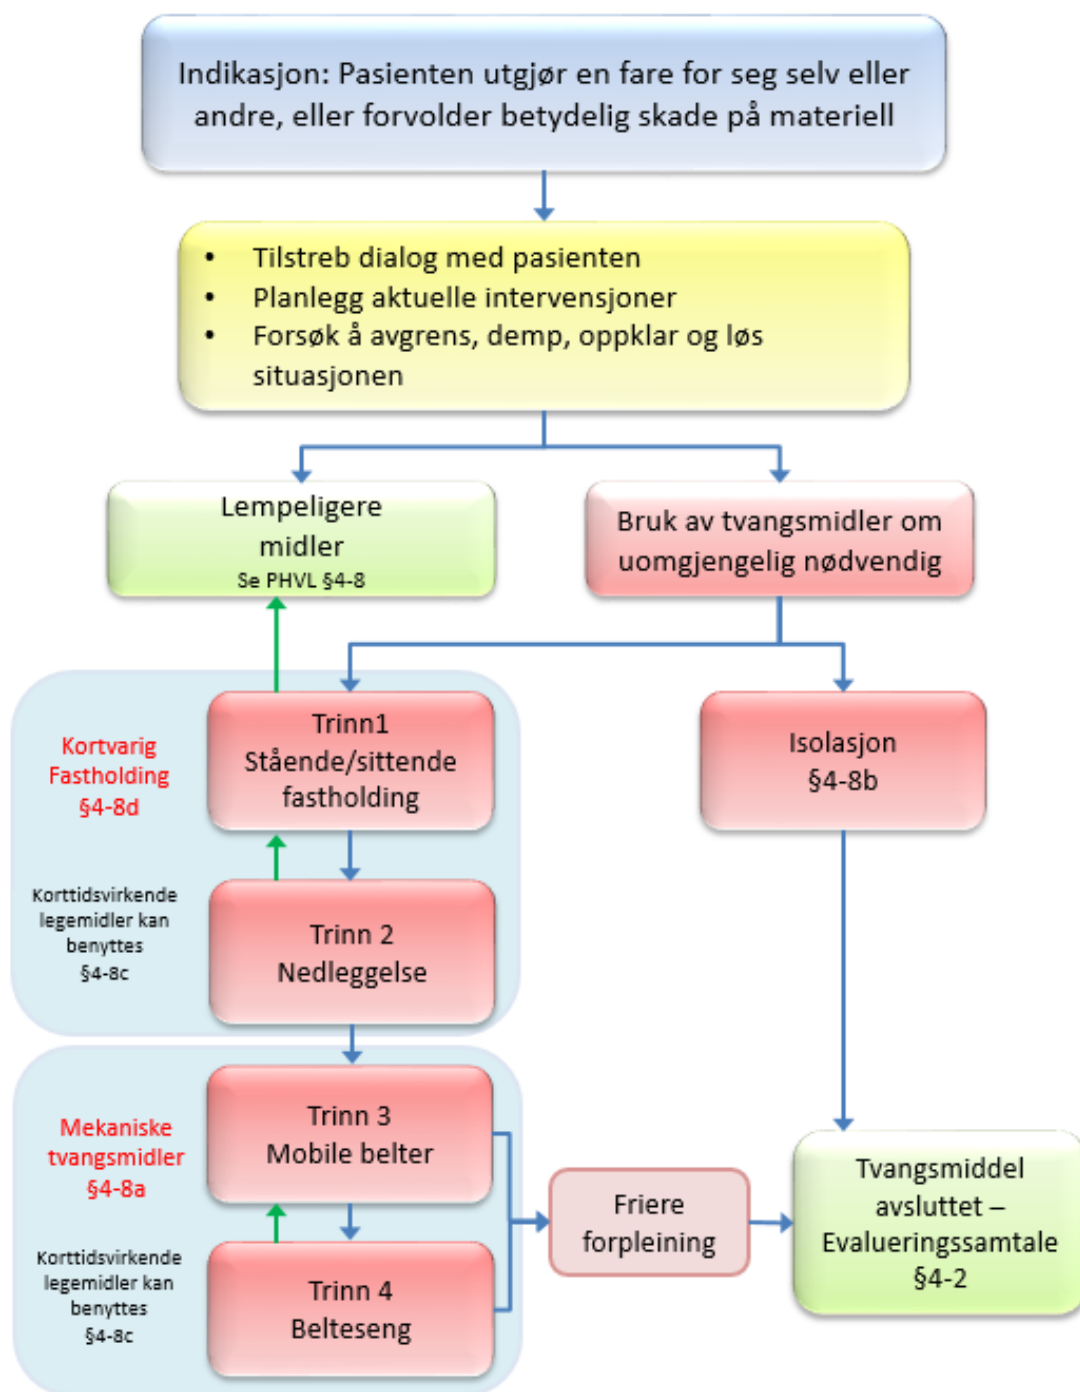 Indikasjon: Pasienten utgjør en fare for seg selv eller
andre, eller forvolder betydelig skade på materiell
• Tilstreb dialog med pasienten
• Planlegg aktuelle intervensjoner
• Forsøk å avgrens, demp, oppklar og løs
situasjonen
Lempeligere
midler
Se PHVL §4-8
Bruk av tvangsmidler om
uomgjengelig nødvendig
Kortvarig
Fastholding
§4-8d
Trinn1
Stående/sittende
fastholding
Isolasjon
§4-8b
Korttidsvirkende
legemidler kan
benyttes
§4-8c
Trinn 2
Nedleggelse
Mekaniske
tvangsmidler
§4-8a
Trinn 3
Mobile belter
Korttidsvirkende
legemidler kan
benyttes
§4-8c
Trinn 4
Belteseng
Friere
forpleining
Tvangsmiddel
avsluttet –
Evalueringssamtale
§4-2